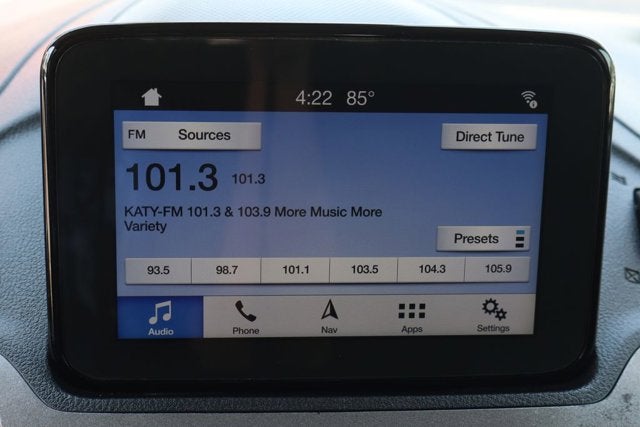 4:22 85°
FM Sources Direct Tune
101.3 101.3
KATY-FM 101.3 & 103.9 More Music More
Variety
Presets
93.5 98.7 101.1 103.5 104.3 105.9
Audio Phone Nav Apps Settings